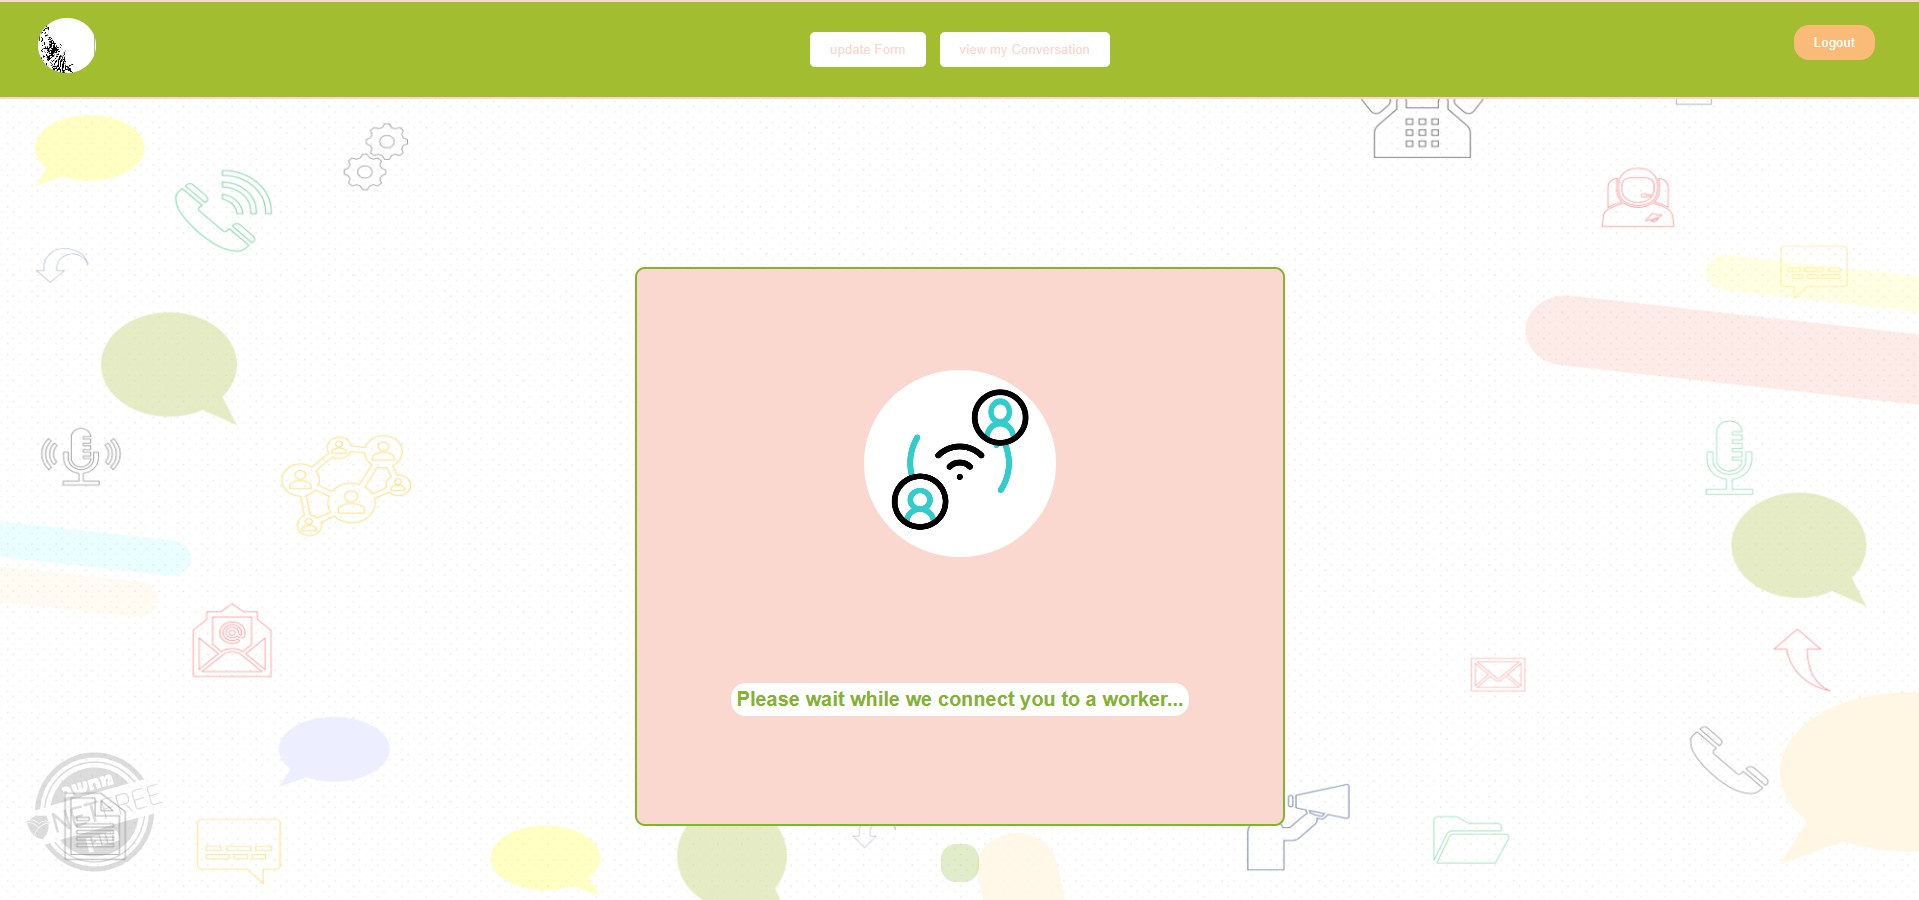 update Form
view my Conversation
Logout
Please wait while we connect you to a worker...
@